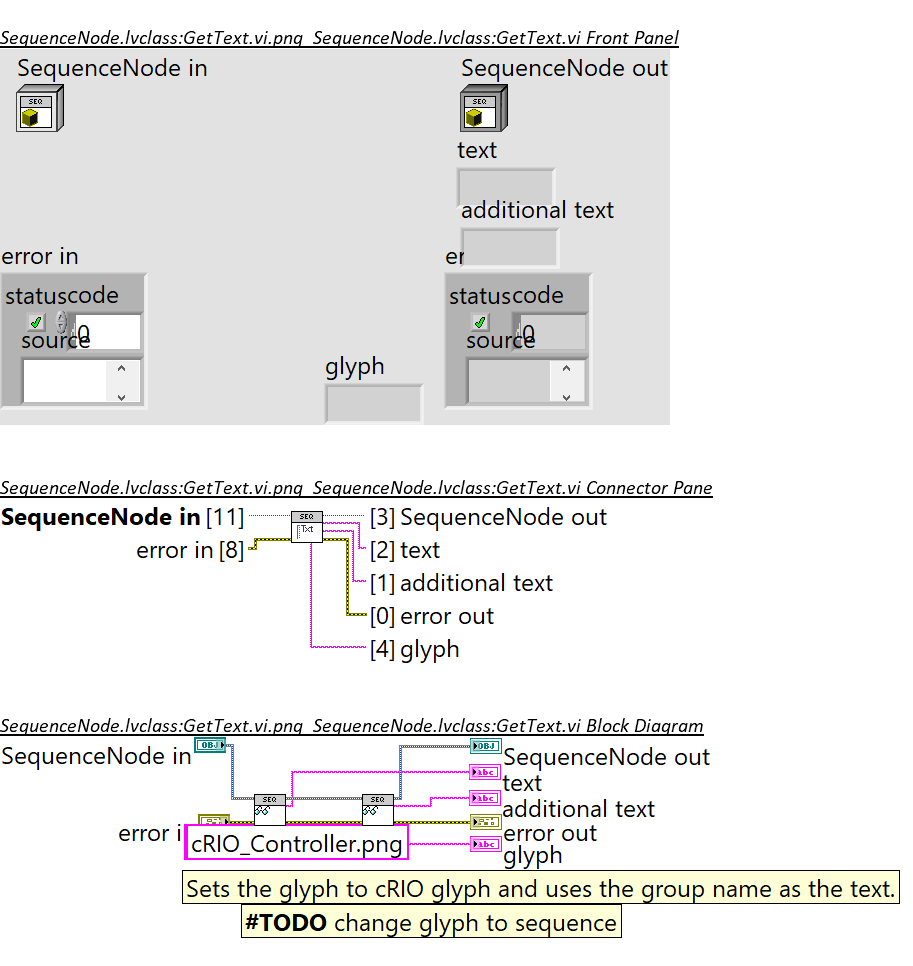 SequenceNode.lvclass:GetText.vi.png SequenceNode.lvclass:GetText.vi Front Panel
SequenceNode in
SequenceNode out
SEQ
SEQ
text
additional text
error in
er
status code
status code
0
0
source
source
glyph
SequenceNode.lvclass:GetText.vi.png SequenceNode.lvclass:GetText.vi Connector Pane
SequenceNode in [11]
SEQ
Txt
[3] SequenceNode out
error in [8]
[2] text
[1] additional text
[0] error out
[4] glyph
SequenceNode.lvclass:GetText.vi.png SequenceNode.lvclass:GetText.vi Block Diagram
SequenceNode in
OBJ
OBJ
SequenceNode out
abc
text
SEQ
SEQ
abc
additional text
error i
error out
cRIO_Controller.png
abc
glyph
Sets the glyph to cRIO glyph and uses the group name as the text.
#TODO change glyph to sequence